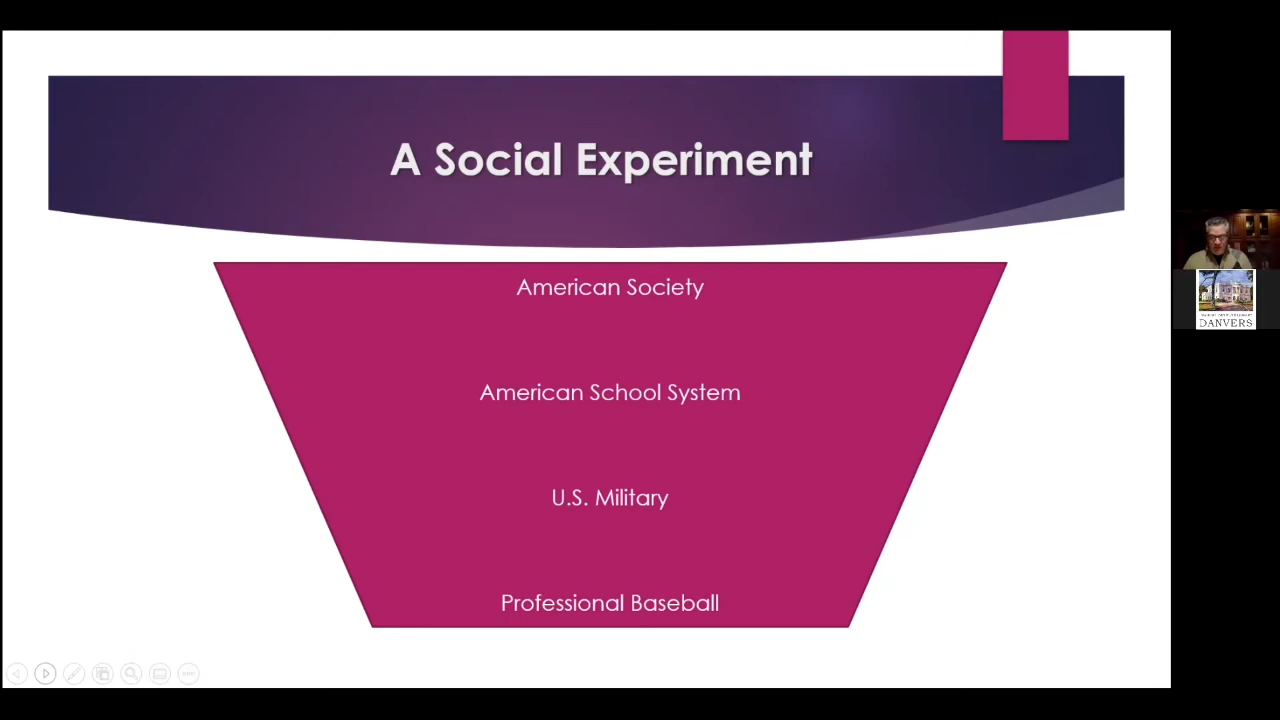 A Social Experiment
American Society
American School System
U.S. Military
Professional Baseball
DANVERS